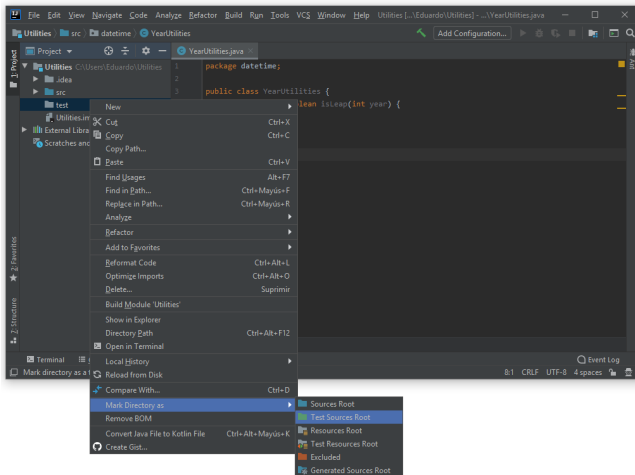 File Edit View Navigate Code Analyze Refactor Build Run Tools VCS Window Help Utilities [...\Eduardo\Utilities] - ...\YearUtilities.java
Utilities src datetime YearUtilities Add Configuration...
Project YearUtilities.java
1: Project
Ant
Utilities C:\Users\Eduardo\Utilities
.idea
src
test
Utilities.im
External Libra
Scratches and
1 package datetime;
2
3 public class YearUtilities {
lean isLeap(int year) {
New
Cut Ctrl+X
Copy Ctrl+C
Copy Path...
Paste Ctrl+V
Find Usages Alt+F7
Find in Path... Ctrl+Mayús+F
Replace in Path... Ctrl+Mayús+R
Analyze
Refactor
Add to Favorites
Reformat Code Ctrl+Alt+L
Optimize Imports Ctrl+Alt+O
Delete... Suprimir
Build Module 'Utilities'
Show in Explorer
Directory Path Ctrl+Alt+F12
Open in Terminal
Local History
Reload from Disk
Compare With... Ctrl+D
Mark Directory as
Remove BOM
Convert Java File to Kotlin File Ctrl+Alt+Mayús+K
Create Gist...
Sources Root
Test Sources Root
Resources Root
Test Resources Root
Excluded
Generated Sources Root
2: Favorites
7: Structure
Terminal Event Log
Mark directory as a t 8:1 CRLF UTF-8 4 spaces